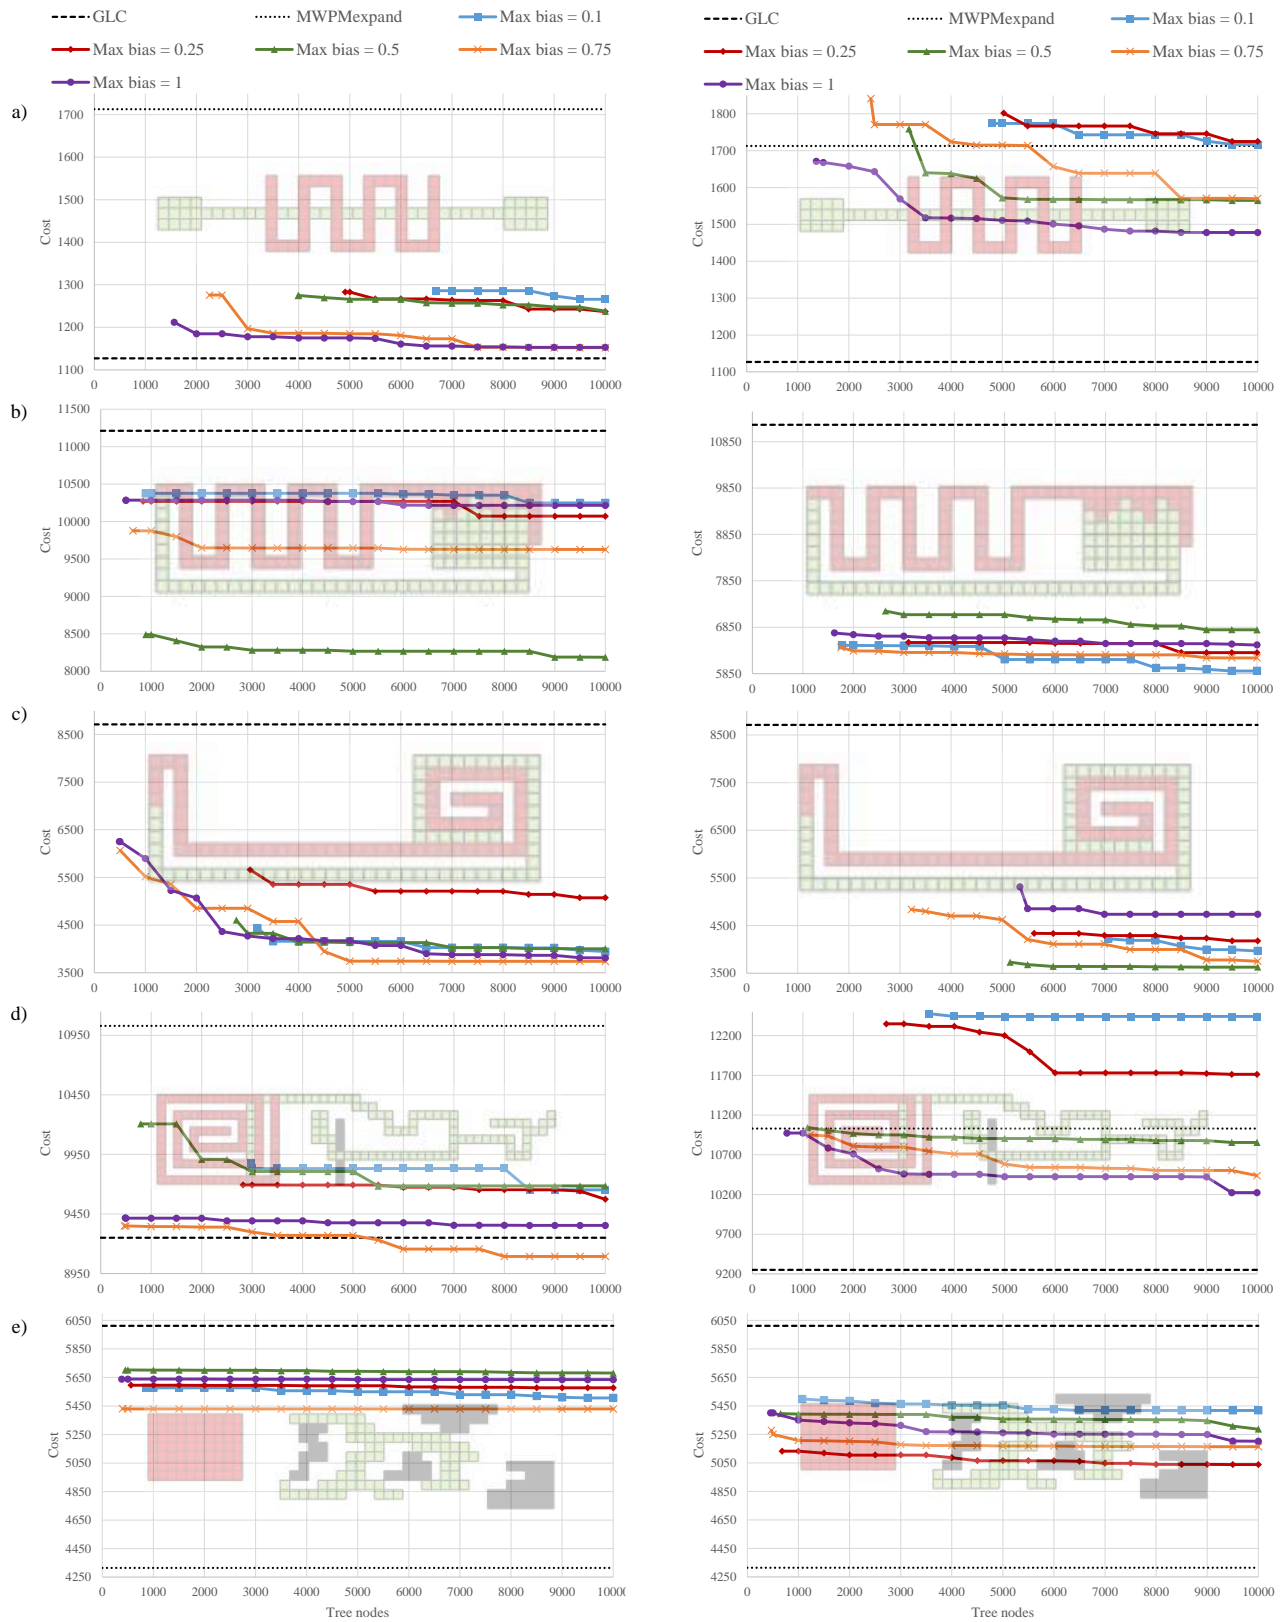 GLC MWPMexpand Max bias = 0.1
Max bias = 0.25 Max bias = 0.5 Max bias = 0.75
Max bias = 1
GLC MWPMexpand Max bias = 0.1
Max bias = 0.25 Max bias = 0.5 Max bias = 0.75
Max bias = 1
a)
1700
1600
1500
1400
1300
1200
1100
Cost
0 1000 2000 3000 4000 5000 6000 7000 8000 9000 10000
1800
1700
1600
1500
1400
1300
1200
1100
Cost
0 1000 2000 3000 4000 5000 6000 7000 8000 9000 10000
b)
11500
11000
10500
10000
9500
9000
8500
8000
Cost
0 1000 2000 3000 4000 5000 6000 7000 8000 9000 10000
10850
9850
8850
7850
6850
5850
Cost
0 1000 2000 3000 4000 5000 6000 7000 8000 9000 10000
c)
8500
7500
6500
5500
4500
3500
Cost
0 1000 2000 3000 4000 5000 6000 7000 8000 9000 10000
8500
7500
6500
5500
4500
3500
Cost
0 1000 2000 3000 4000 5000 6000 7000 8000 9000 10000
d)
10950
10450
9950
9450
8950
Cost
0 1000 2000 3000 4000 5000 6000 7000 8000 9000 10000
12200
11700
11200
10700
10200
9700
9200
Cost
0 1000 2000 3000 4000 5000 6000 7000 8000 9000 10000
e)
6050
5850
5650
5450
5250
5050
4850
4650
4450
4250
Cost
0 1000 2000 3000 4000 5000 6000 7000 8000 9000 10000
Tree nodes
6050
5850
5650
5450
5250
5050
4850
4650
4450
4250
Cost
0 1000 2000 3000 4000 5000 6000 7000 8000 9000 10000
Tree nodes